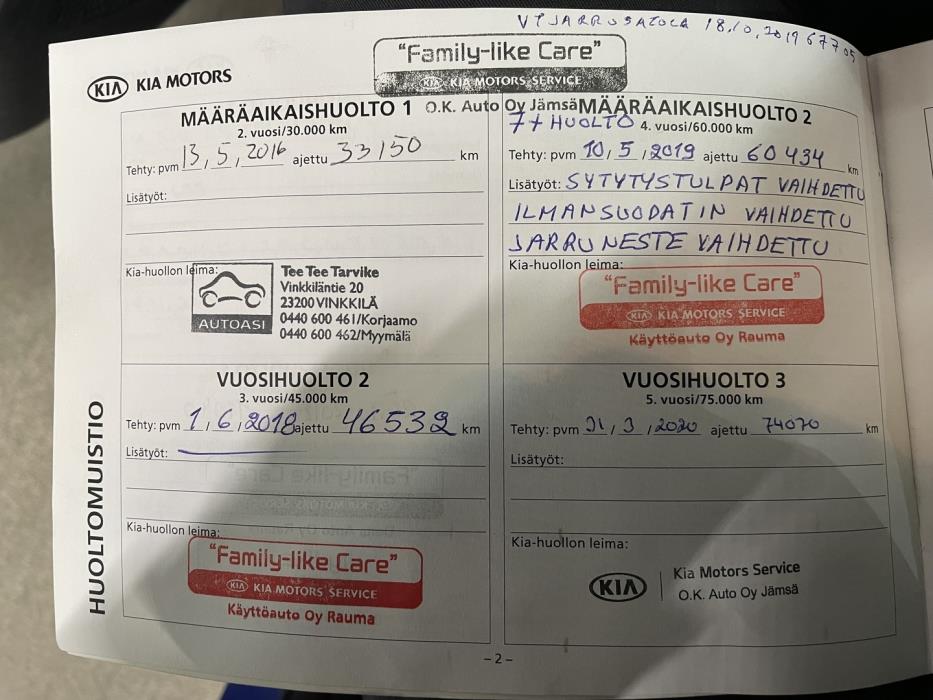 VTJARRUSATULA 18.10.2019 67705
"Family-like Care"
KIA MOTORS SERVICE
O.K. Auto Oy Jämsä
KIA KIA MOTORS
MÄÄRÄAIKAISHUOLTO 1
2. vuosi/30.000 km
Tehty: pvm 13, 5, 2016 ajettu 33150 km
Lisätyöt:
Kia-huollon leima:
AUTOASI
Tee Tee Tarvike
Vinkkiläntie 20
23200 VINKKILÄ
0440 600 461/Korjaamo
0440 600 462/Myymälä
MÄÄRÄAIKAISHUOLTO 2
7+ HUOLTO 4. vuosi/60.000 km
Tehty: pvm 10, 5, 2019 ajettu 60434 km
Lisätyöt: SYTYTYSTULPAT VAIHDETTU
ILMANSUODATIN VAIHDETTU
JARRUNESTE VAIHDETTU
Kia-huollon leima:
"Family-like Care"
KIA KIA MOTORS SERVICE
Käyttöauto Oy Rauma
HUOLTOMUISTIO
VUOSIHUOLTO 2
3. vuosi/45.000 km
Tehty: pvm 1, 6, 2018 ajettu 46532 km
Lisätyöt:
Kia-huollon leima:
"Family-like Care"
KIA KIA MOTORS SERVICE
Käyttöauto Oy Rauma
VUOSIHUOLTO 3
5. vuosi/75.000 km
Tehty: pvm 31, 3, 2020 ajettu 74070 km
Lisätyöt:
Kia-huollon leima:
KIA Kia Motors Service
O.K. Auto Oy Jämsä
-2-